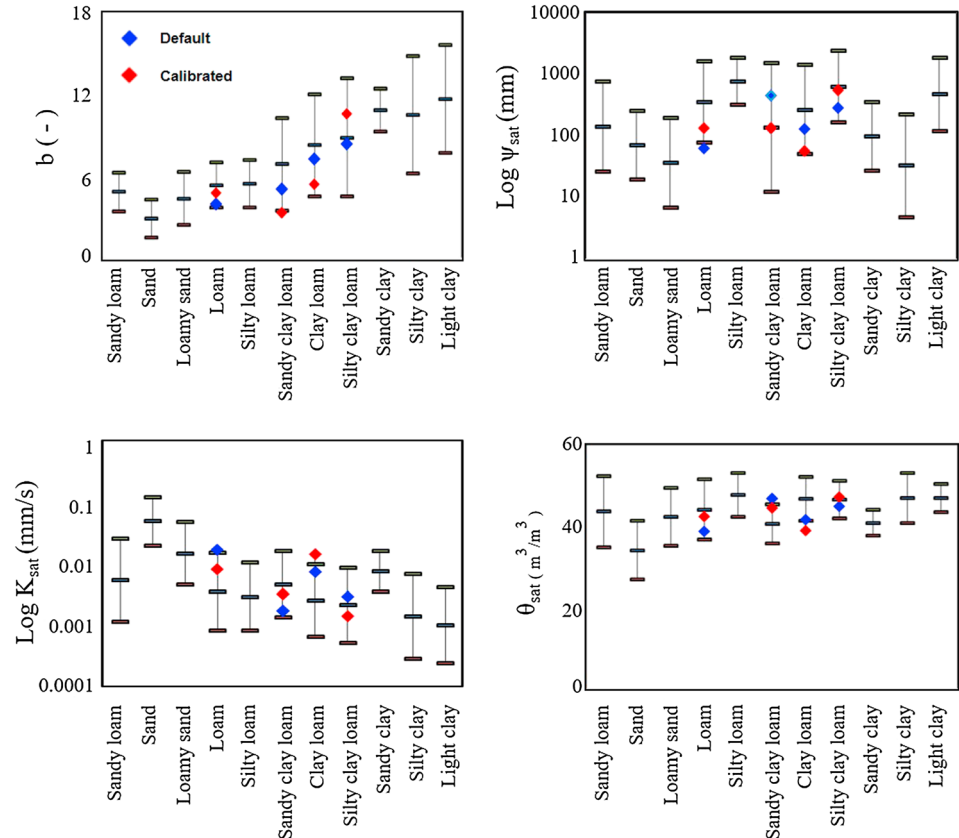 18
12
6
0
b ( - )
Default
Calibrated
Sandy loam
Sand
Loamy sand
Loam
Silty loam
Sandy clay loam
Clay loam
Silty clay loam
Sandy clay
Silty clay
Light clay
10000
1000
100
10
1
Log ψsat (mm)
Sandy loam
Sand
Loamy sand
Loam
Silty loam
Sandy clay loam
Clay loam
Silty clay loam
Sandy clay
Silty clay
Light clay
1
0.1
0.01
0.001
0.0001
Log Ksat (mm/s)
Sandy loam
Sand
Loamy sand
Loam
Silty loam
Sandy clay loam
Clay loam
Silty clay loam
Sandy clay
Silty clay
Light clay
60
40
20
0
θsat ( m³/m³ )
Sandy loam
Sand
Loamy sand
Loam
Silty loam
Sandy clay loam
Clay loam
Silty clay loam
Sandy clay
Silty clay
Light clay